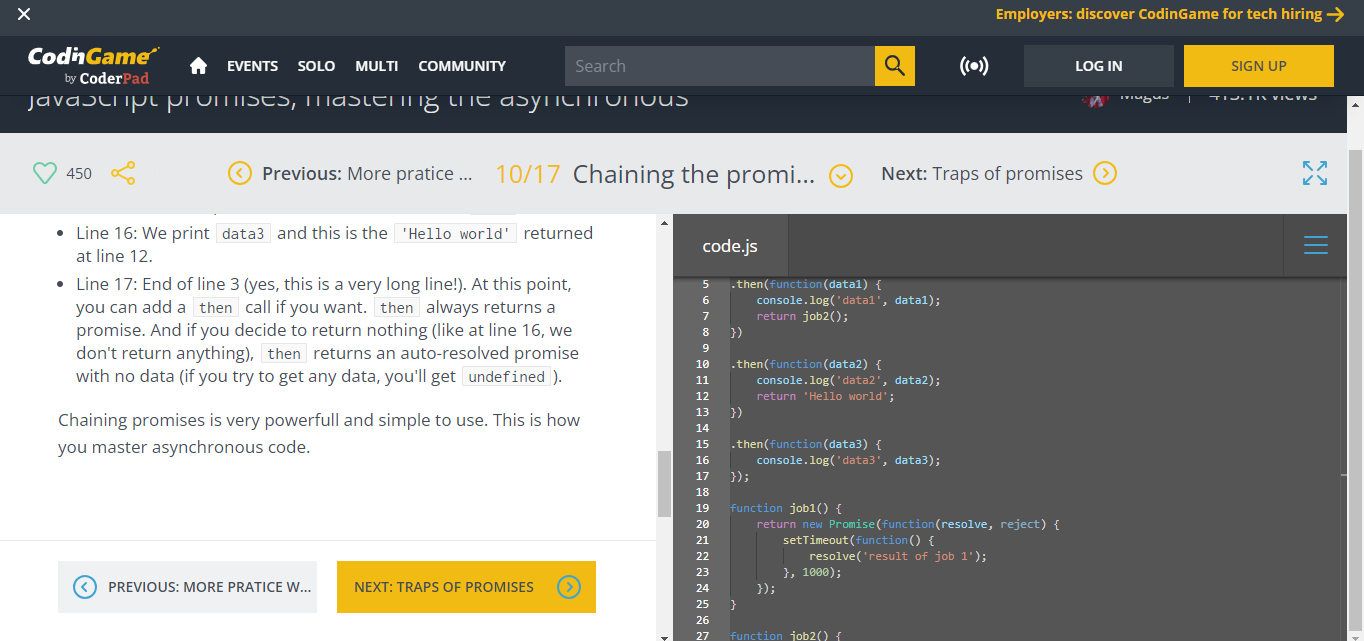 Employers: discover CodinGame for tech hiring
CodinGame
by CoderPad
EVENTS SOLO MULTI COMMUNITY
Search
LOG IN
SIGN UP
JavaScript promises, mastering the asynchronous
Magus
450
Previous: More pratice ...
10/17 Chaining the promi...
Next: Traps of promises
Line 16: We print data3 and this is the 'Hello world' returned
at line 12.
Line 17: End of line 3 (yes, this is a very long line!). At this point,
you can add a then call if you want. then always returns a
promise. And if you decide to return nothing (like at line 16, we
don't return anything), then returns an auto-resolved promise
with no data (if you try to get any data, you'll get undefined ).
Chaining promises is very powerfull and simple to use. This is how
you master asynchronous code.
PREVIOUS: MORE PRATICE W...
NEXT: TRAPS OF PROMISES
code.js
5 .then(function(data1) {
6 console.log('data1', data1);
7 return job2();
8 })
9
10 .then(function(data2) {
11 console.log('data2', data2);
12 return 'Hello world';
13 })
14
15 .then(function(data3) {
16 console.log('data3', data3);
17 });
18
19 function job1() {
20 return new Promise(function(resolve, reject) {
21 setTimeout(function() {
22 resolve('result of job 1');
23 }, 1000);
24 });
25 }
26
27 function job2() {